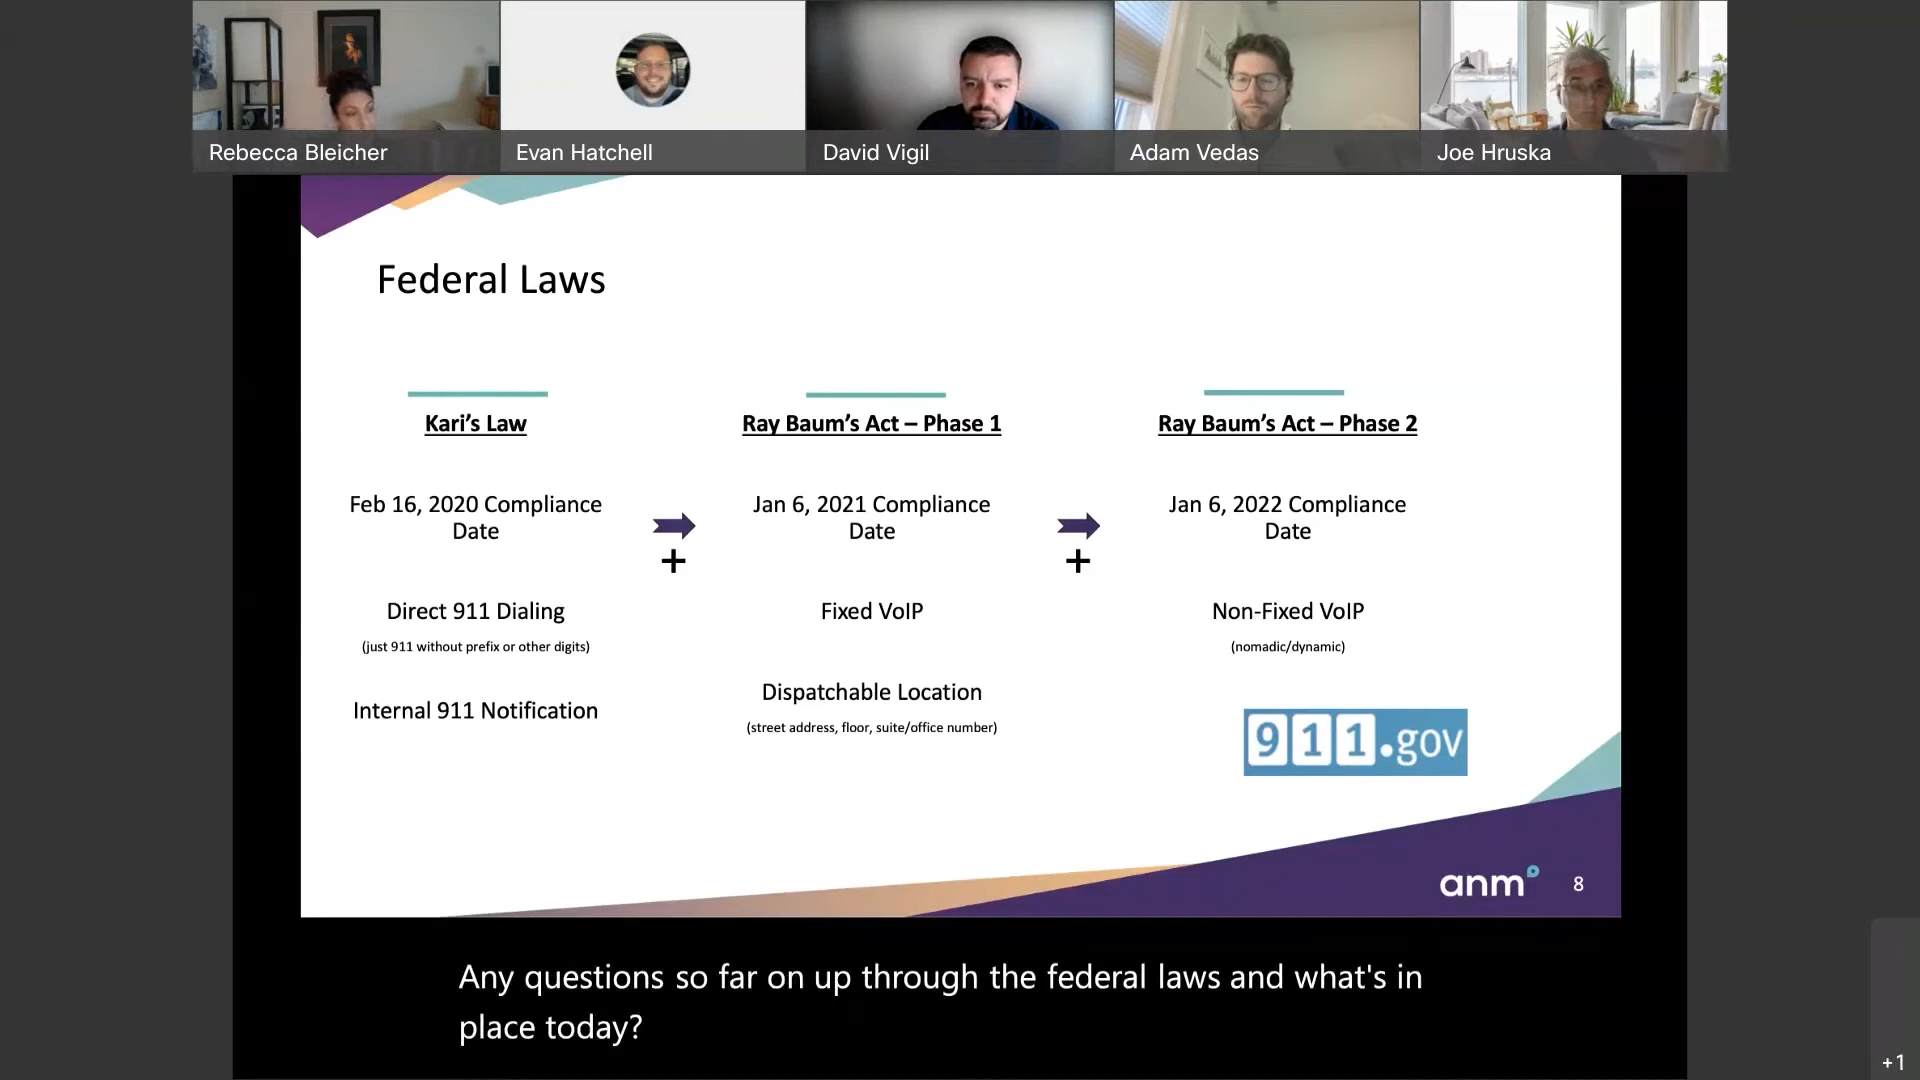 Rebecca Bleicher
Evan Hatchell
David Vigil
Adam Vedas
Joe Hruska
Federal Laws
Kari's Law
Feb 16, 2020 Compliance
Date
Direct 911 Dialing
(just 911 without prefix or other digits)
Internal 911 Notification
+
Ray Baum's Act – Phase 1
Jan 6, 2021 Compliance
Date
Fixed VoIP
Dispatchable Location
(street address, floor, suite/office number)
+
Ray Baum's Act – Phase 2
Jan 6, 2022 Compliance
Date
Non-Fixed VoIP
(nomadic/dynamic)
911.gov
anm
8
Any questions so far on up through the federal laws and what's in
place today?
+1